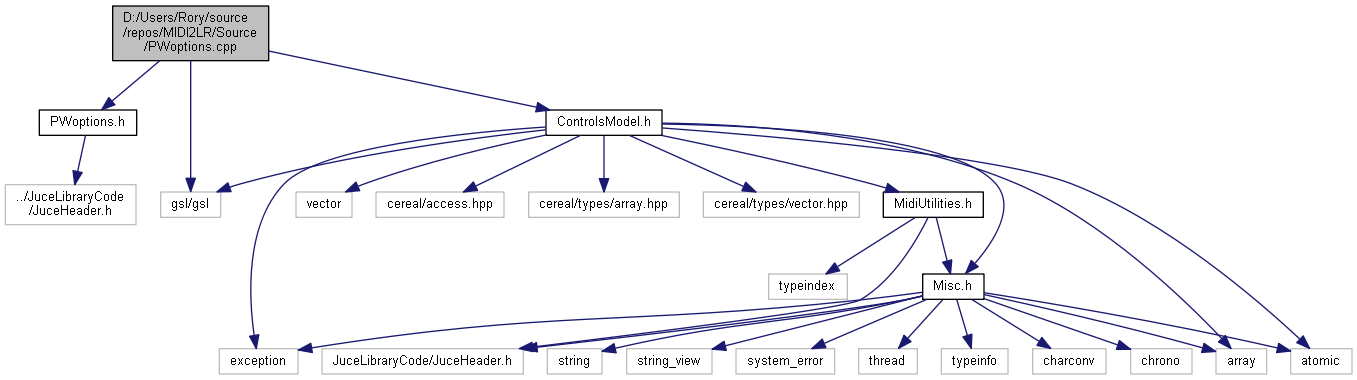 D:/Users/Rory/source
/repos/MIDI2LR/Source
/PWoptions.cpp
PWoptions.h
ControlsModel.h
../JuceLibraryCode
/JuceHeader.h
gsl/gsl
vector
cereal/access.hpp
cereal/types/array.hpp
cereal/types/vector.hpp
MidiUtilities.h
typeindex
Misc.h
exception
JuceLibraryCode/JuceHeader.h
string
string_view
system_error
thread
typeinfo
charconv
chrono
array
atomic